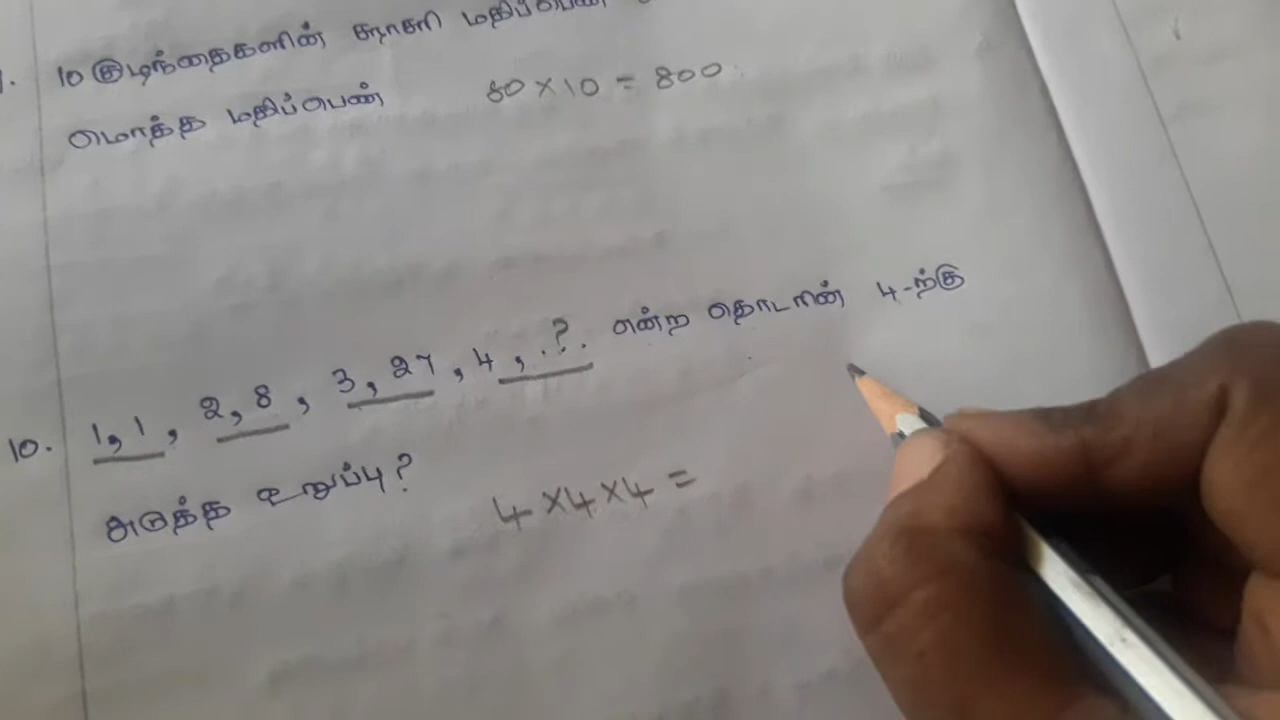 10 குழந்தைகளின் சராசரி மதிப்பெண்
மொத்த மதிப்பெண் 80 × 10 = 800
10. 1, 1, 2, 8, 3, 27, 4, .?. என்ற தொடரின் 4-ற்கு
அடுத்த உறுப்பு?
4 × 4 × 4 =